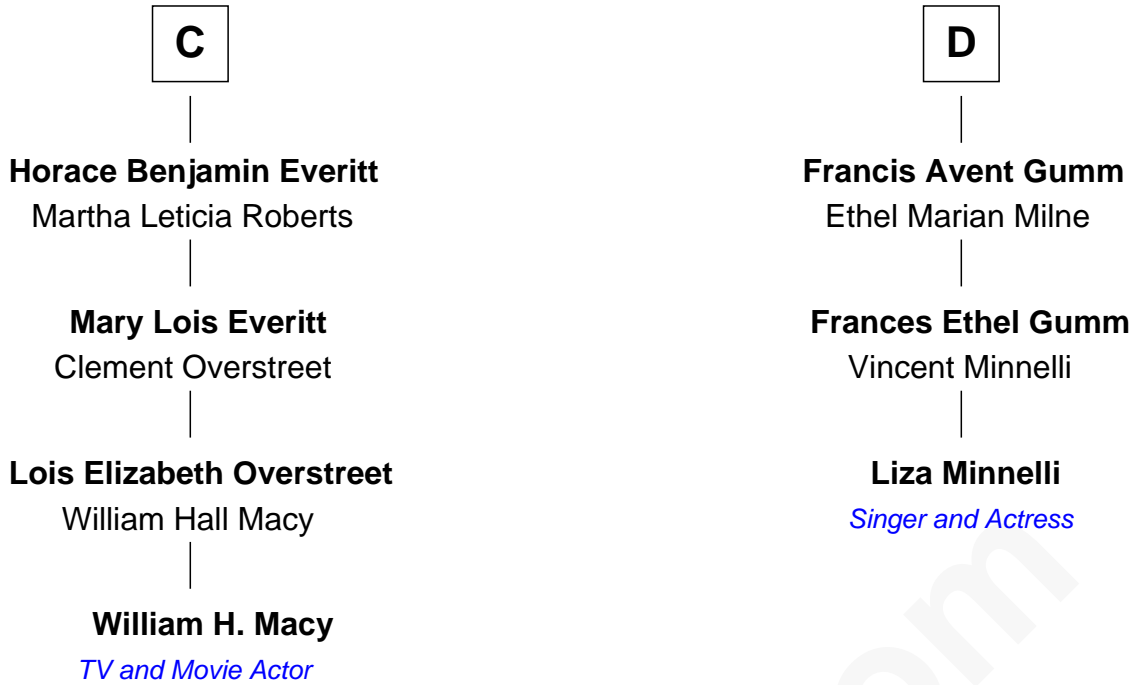 C
Horace Benjamin Everitt
Martha Leticia Roberts
Mary Lois Everitt
Clement Overstreet
Lois Elizabeth Overstreet
William Hall Macy
William H. Macy
TV and Movie Actor
D
Francis Avent Gumm
Ethel Marian Milne
Frances Ethel Gumm
Vincent Minnelli
Liza Minnelli
Singer and Actress
om